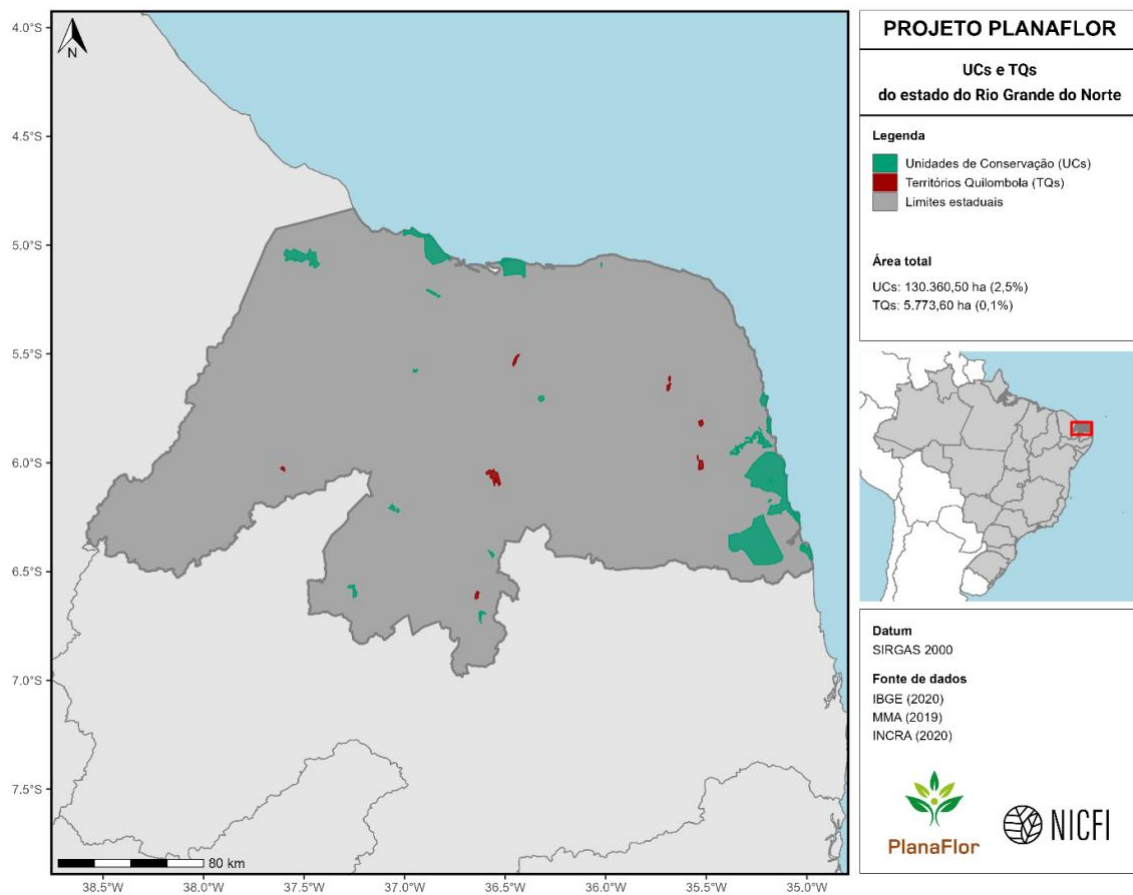 4.0°S
4.5°S
5.0°S
5.5°S
6.0°S
6.5°S
7.0°S
7.5°S
N
80 km
38.5°W 38.0°W 37.5°W 37.0°W 36.5°W 36.0°W 35.5°W 35.0°W
PROJETO PLANAFLOR
UCs e TQs
do estado do Rio Grande do Norte
Legenda
Unidades de Conservação (UCs)
Territórios Quilombola (TQs)
Limites estaduais
Área total
UCs: 130.360,50 ha (2,5%)
TQs: 5.773,60 ha (0,1%)
Datum
SIRGAS 2000
Fonte de dados
IBGE (2020)
MMA (2019)
INCRA (2020)
PlanaFlor
NICFI